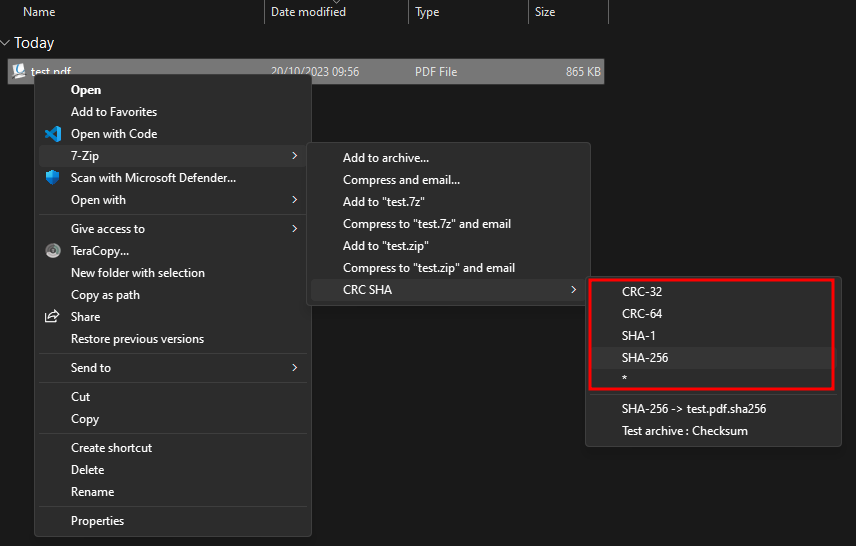 Name
Date modified
Type
Size
Today
test.pdf
20/10/2023 09:56
PDF File
865 KB
Open
Add to Favorites
Open with Code
7-Zip
Scan with Microsoft Defender...
Open with
Give access to
TeraCopy...
New folder with selection
Copy as path
Share
Restore previous versions
Send to
Cut
Copy
Create shortcut
Delete
Rename
Properties
Add to archive...
Compress and email...
Add to "test.7z"
Compress to "test.7z" and email
Add to "test.zip"
Compress to "test.zip" and email
CRC SHA
CRC-32
CRC-64
SHA-1
SHA-256
*
SHA-256 -> test.pdf.sha256
Test archive : Checksum